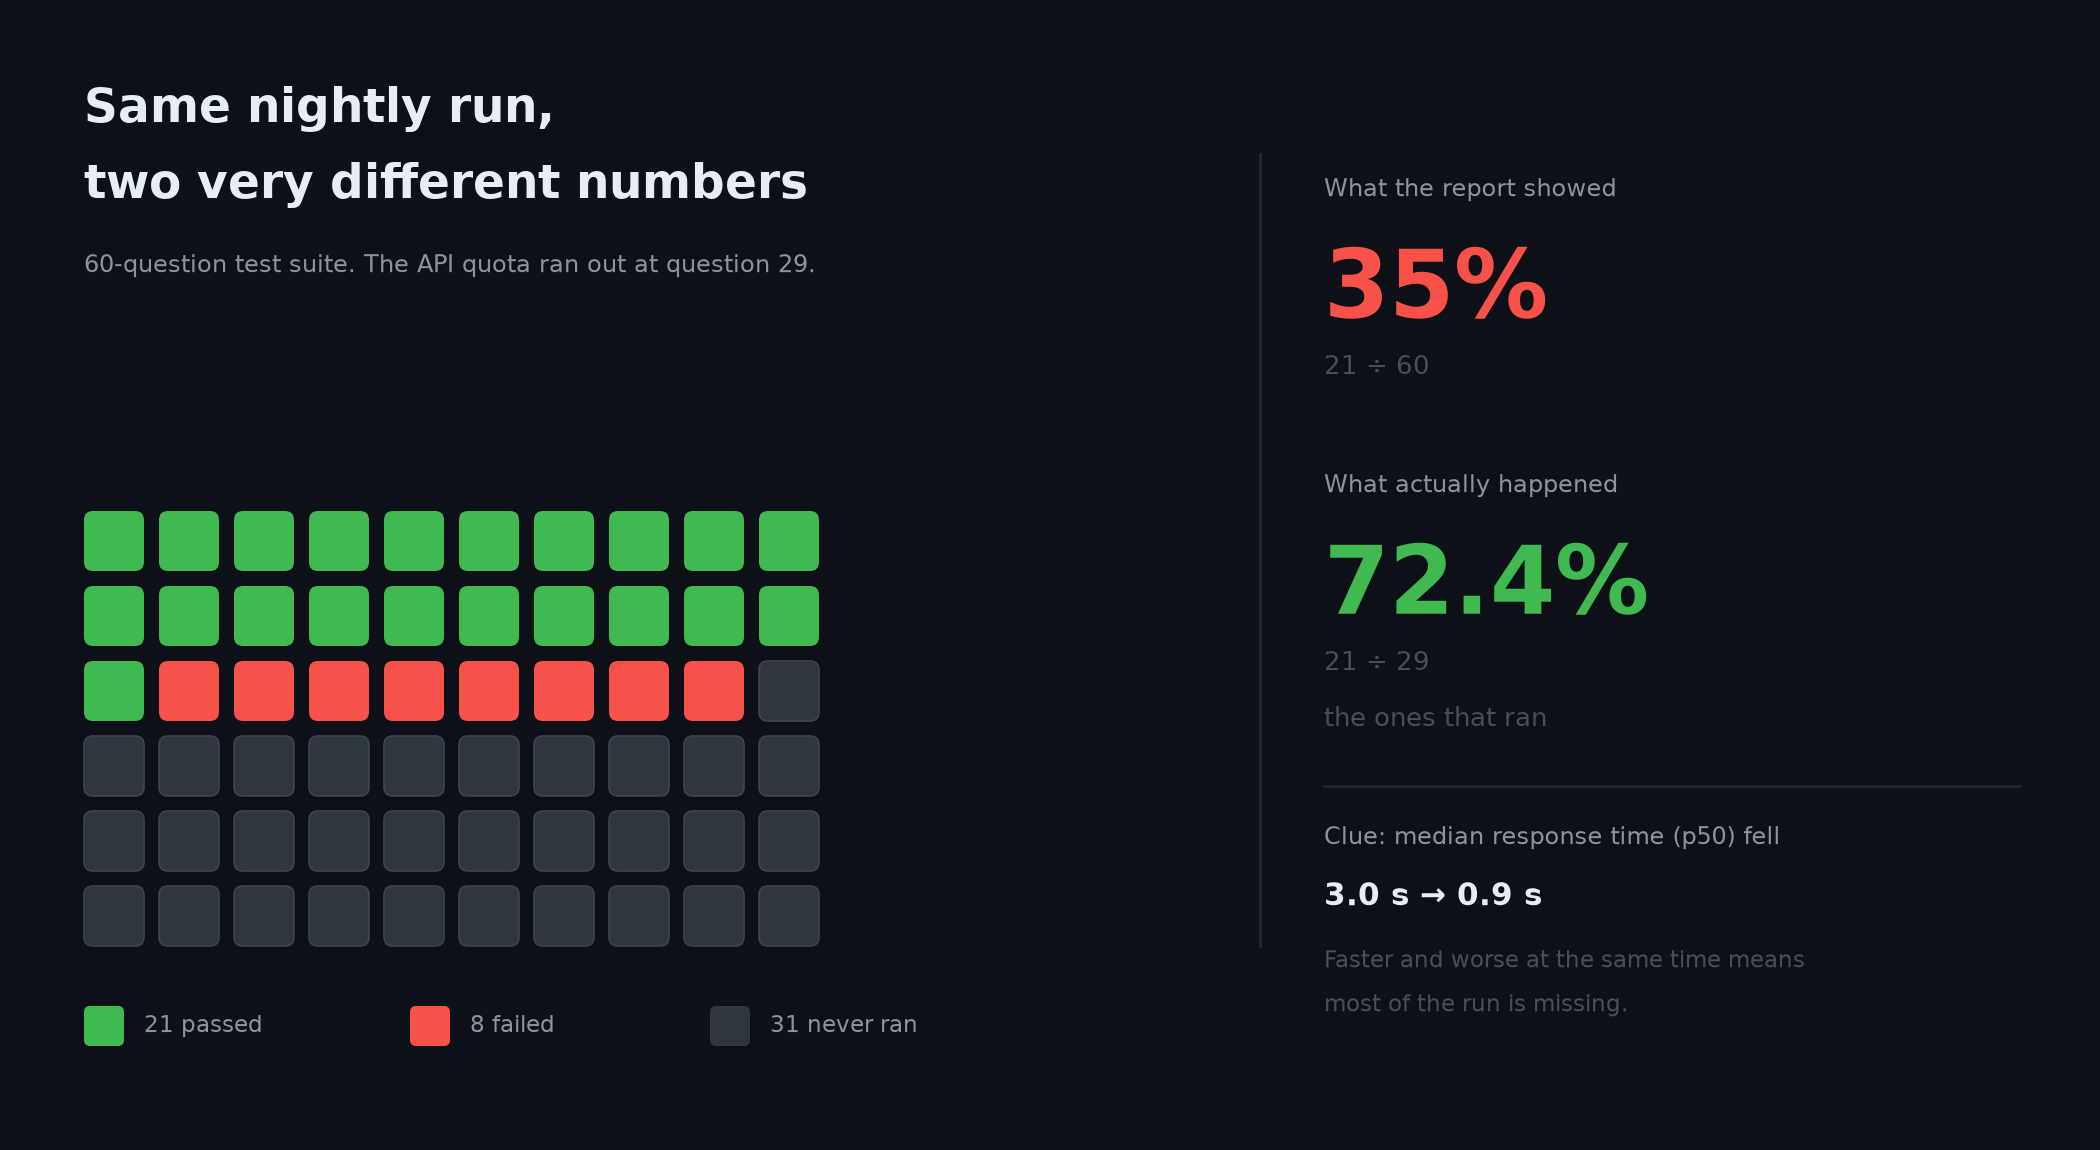 Same nightly run,
two very different numbers
60-question test suite. The API quota ran out at question 29.
21 passed
8 failed
31 never ran
What the report showed
35%
21 ÷ 60
What actually happened
72.4%
21 ÷ 29
the ones that ran
Clue: median response time (p50) fell
3.0 s → 0.9 s
Faster and worse at the same time means
most of the run is missing.